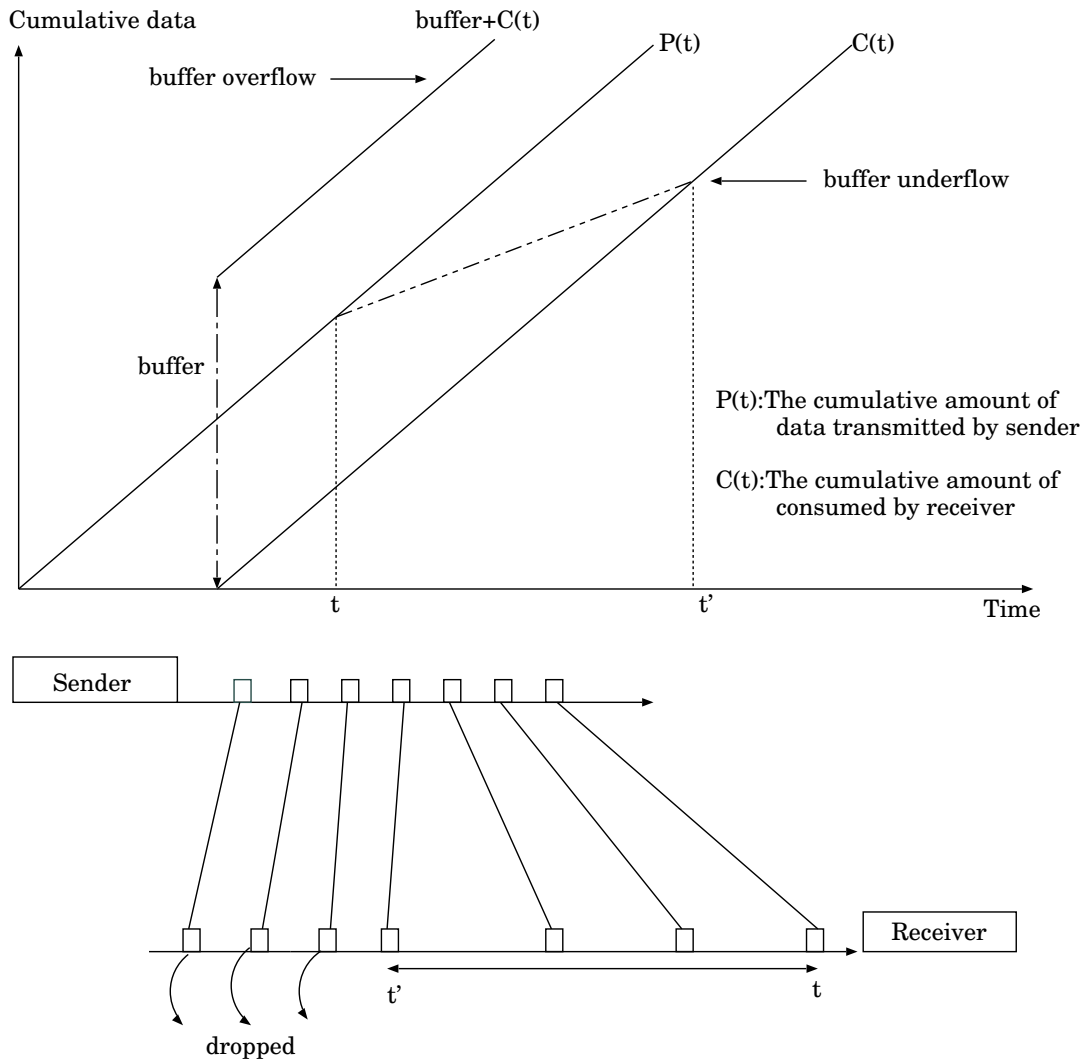 Cumulative data
buffer+C(t)
P(t)
C(t)
buffer overflow
buffer underflow
buffer
P(t):The cumulative amount of
data transmitted by sender
C(t):The cumulative amount of
consumed by receiver
t
t’
Time
Sender
Receiver
t’
t
dropped